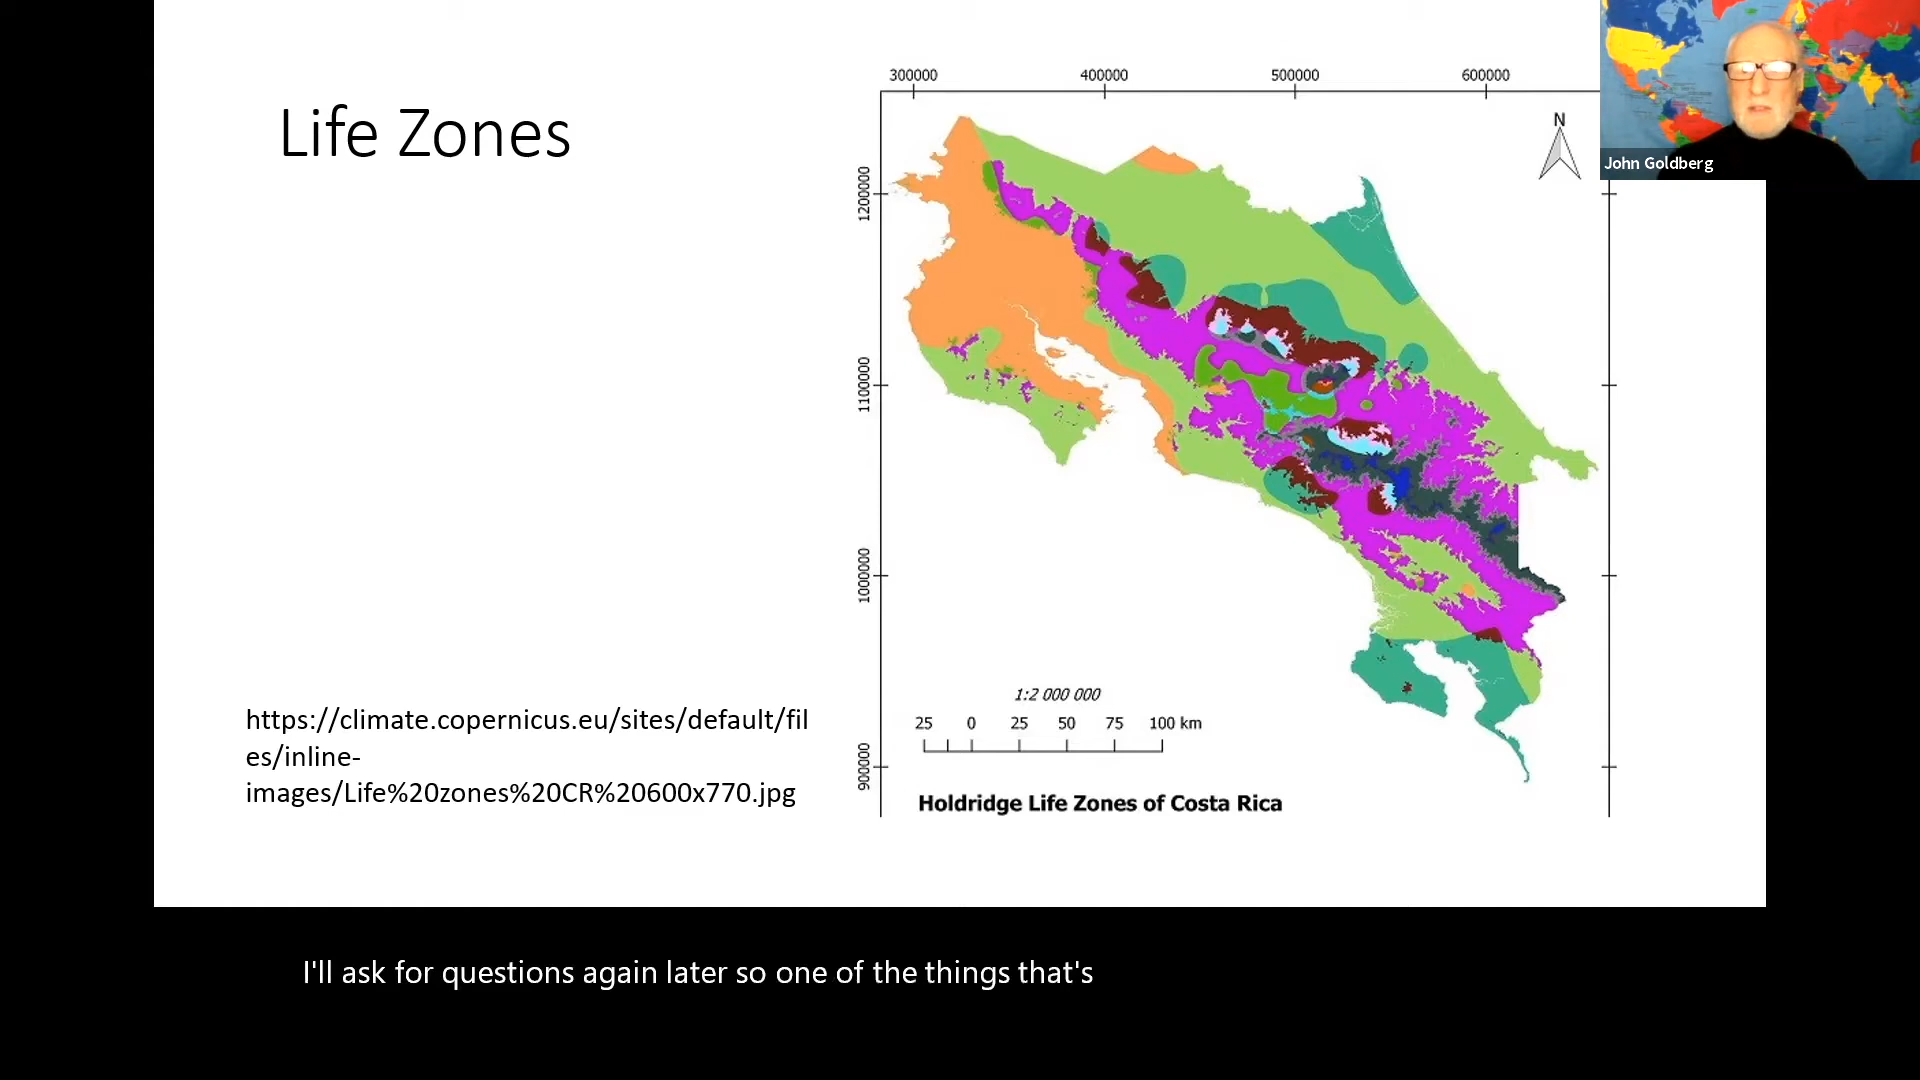 Life Zones
https://climate.copernicus.eu/sites/default/fil
es/inline-
images/Life%20zones%20CR%20600x770.jpg
300000
400000
500000
600000
N
1200000
1100000
1000000
900000
1:2 000 000
25 0 25 50 75 100 km
Holdridge Life Zones of Costa Rica
John Goldberg
I'll ask for questions again later so one of the things that's